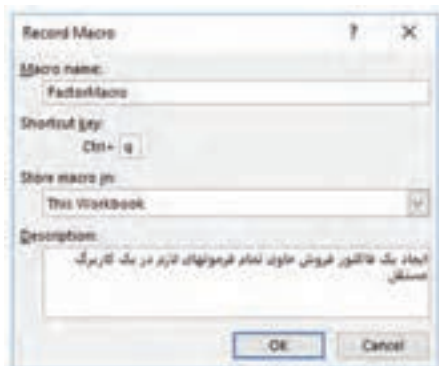 Record Macro ? ×
Macro name:
FactorMacro
Shortcut key:
Ctrl+ q
Store macro in:
This Workbook
Description:
ایجاد یک فاکتور فروش حاوی تمام فرمولهای لازم در یک کاربرگ
مستقل
OK Cancel